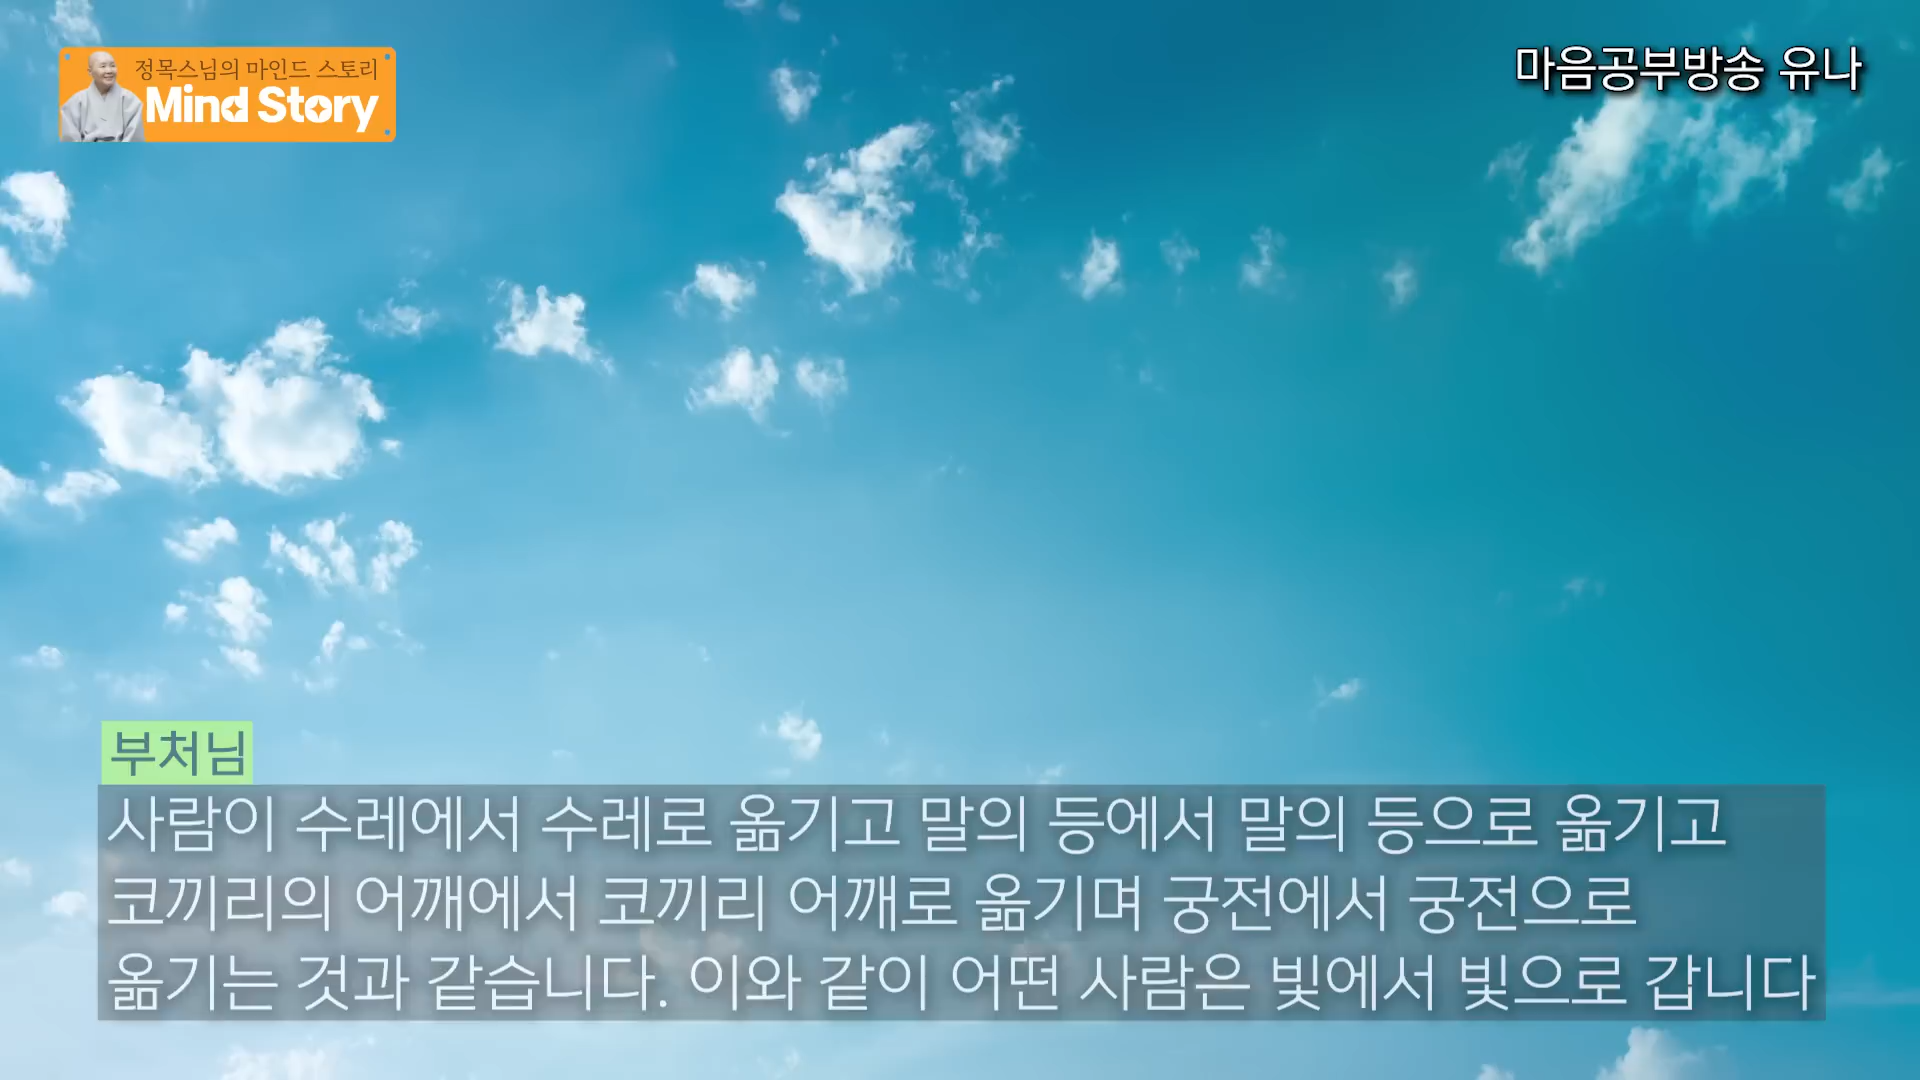 정목스님의 마인드 스토리
Mind Story
마음공부방송 유나
부처님
사람이 수레에서 수레로 옮기고 말의 등에서 말의 등으로 옮기고
코끼리의 어깨에서 코끼리 어깨로 옮기며 궁전에서 궁전으로
옮기는 것과 같습니다. 이와 같이 어떤 사람은 빛에서 빛으로 갑니다